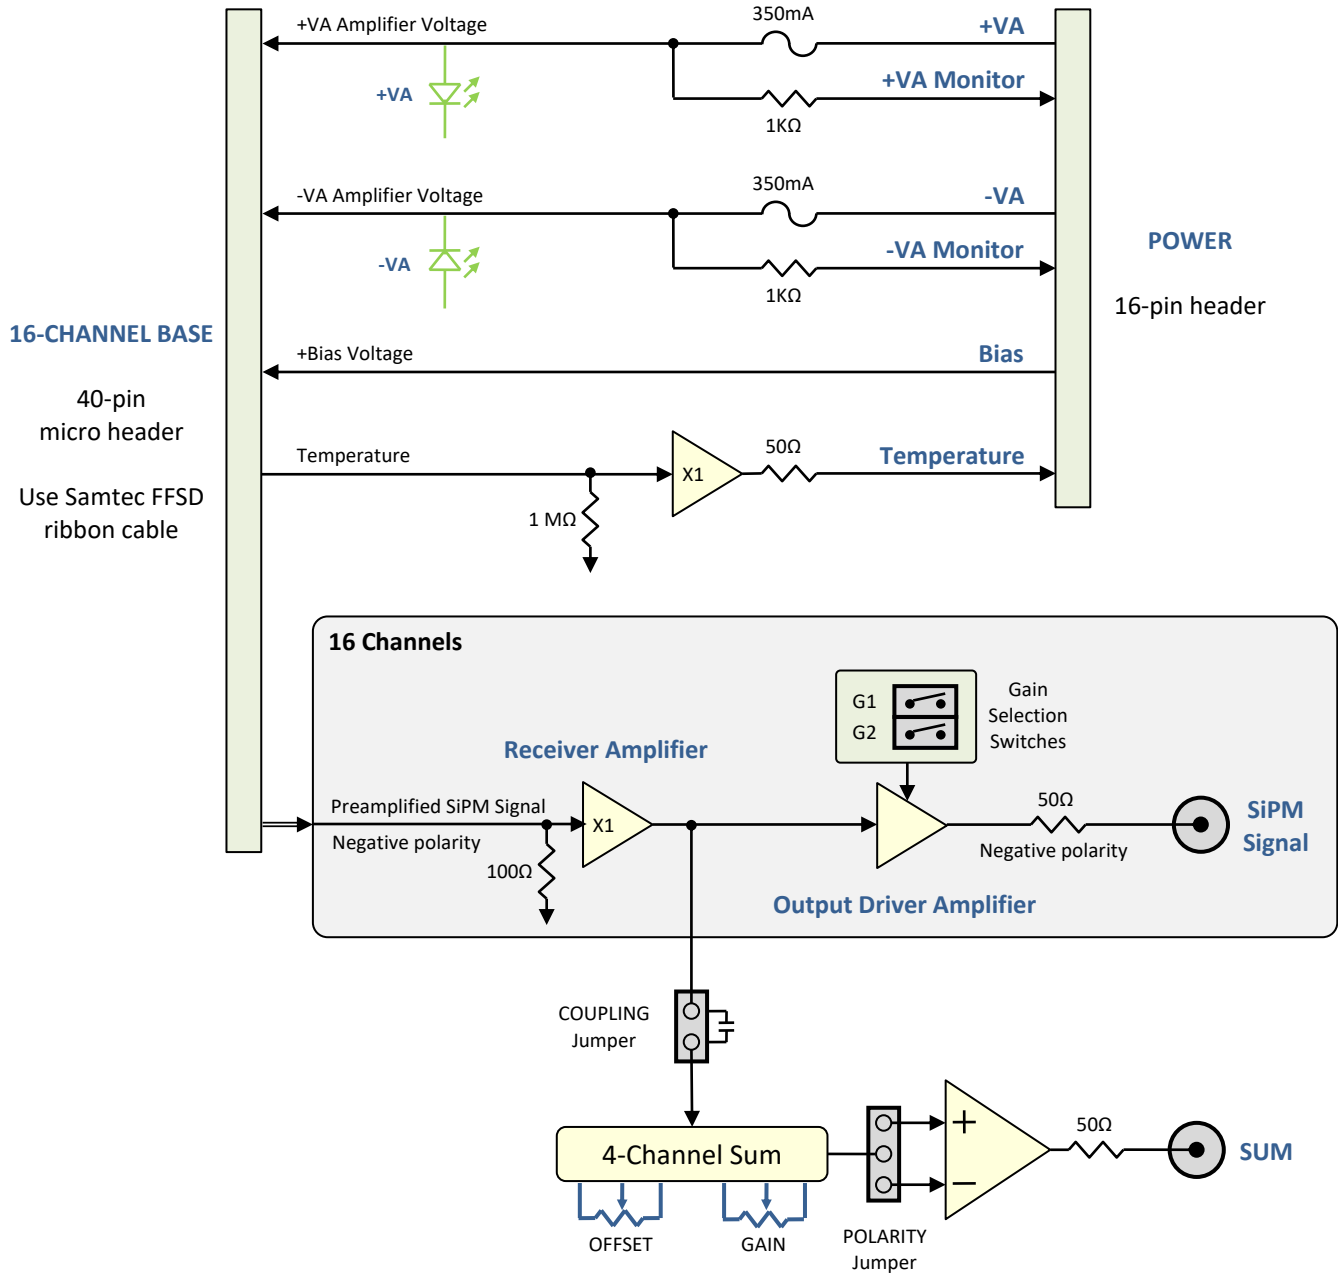 +VA Amplifier Voltage
350mA
+VA
+VA
+VA Monitor
1KΩ
-VA Amplifier Voltage
350mA
-VA
-VA
-VA Monitor
1KΩ
POWER
16-pin header
16-CHANNEL BASE
40-pin
micro header
Use Samtec FFSD
ribbon cable
+Bias Voltage
Bias
Temperature
X1
50Ω
Temperature
1 MΩ
16 Channels
G1
G2
Gain
Selection
Switches
Receiver Amplifier
Preamplified SiPM Signal
Negative polarity
X1
100Ω
50Ω
Negative polarity
SiPM
Signal
Output Driver Amplifier
COUPLING
Jumper
4-Channel Sum
OFFSET
GAIN
POLARITY
Jumper
+
−
50Ω
SUM